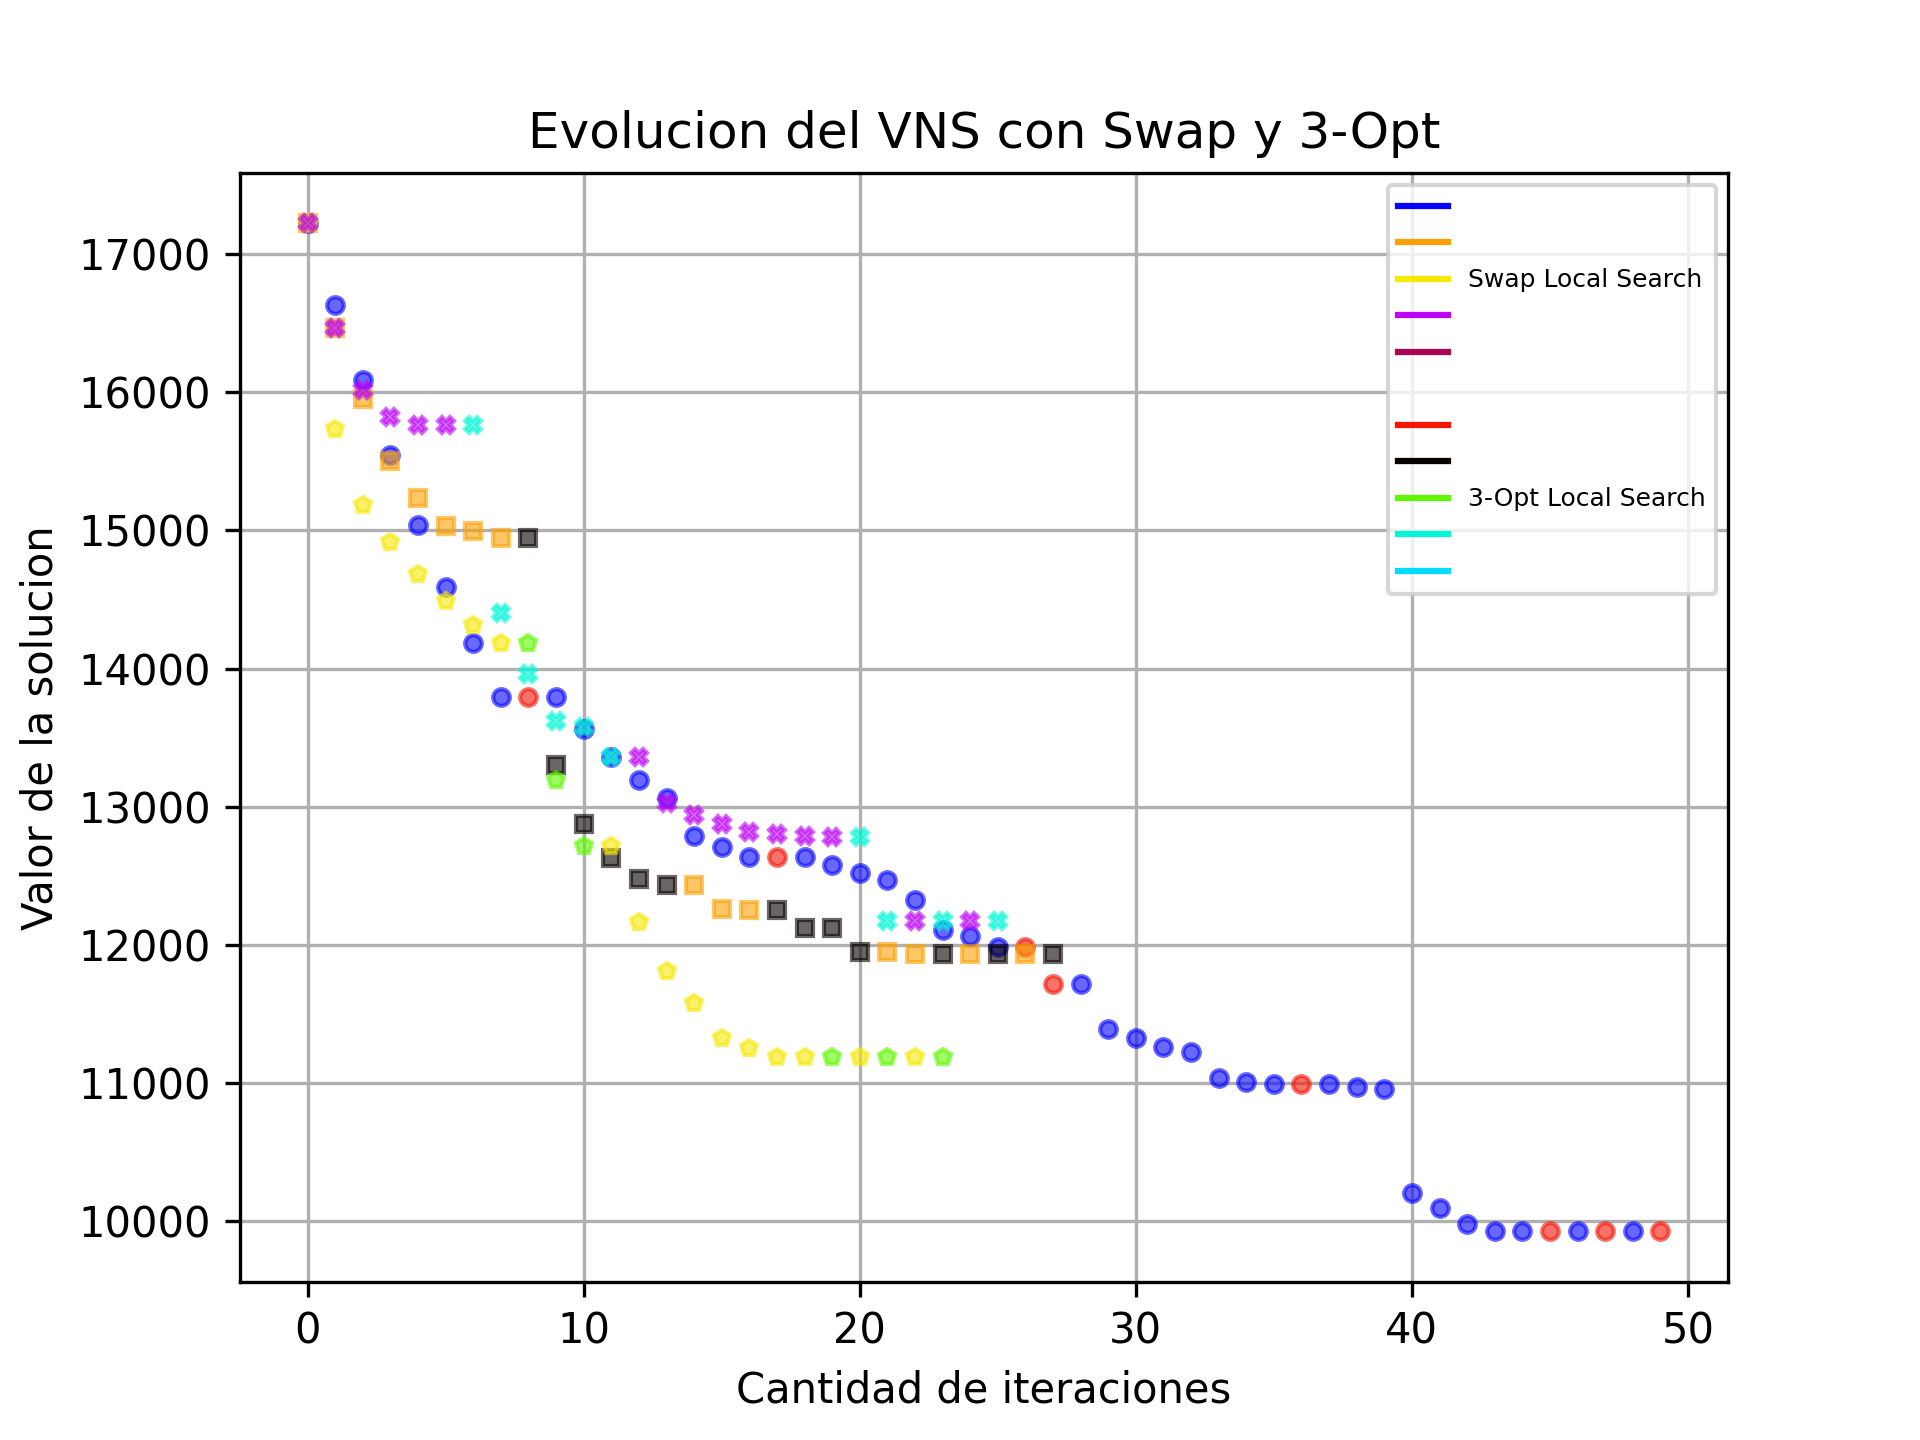 Evolucion del VNS con Swap y 3-Opt
Valor de la solucion
17000
16000
15000
14000
13000
12000
11000
10000
Swap Local Search
3-Opt Local Search
0 10 20 30 40 50
Cantidad de iteraciones